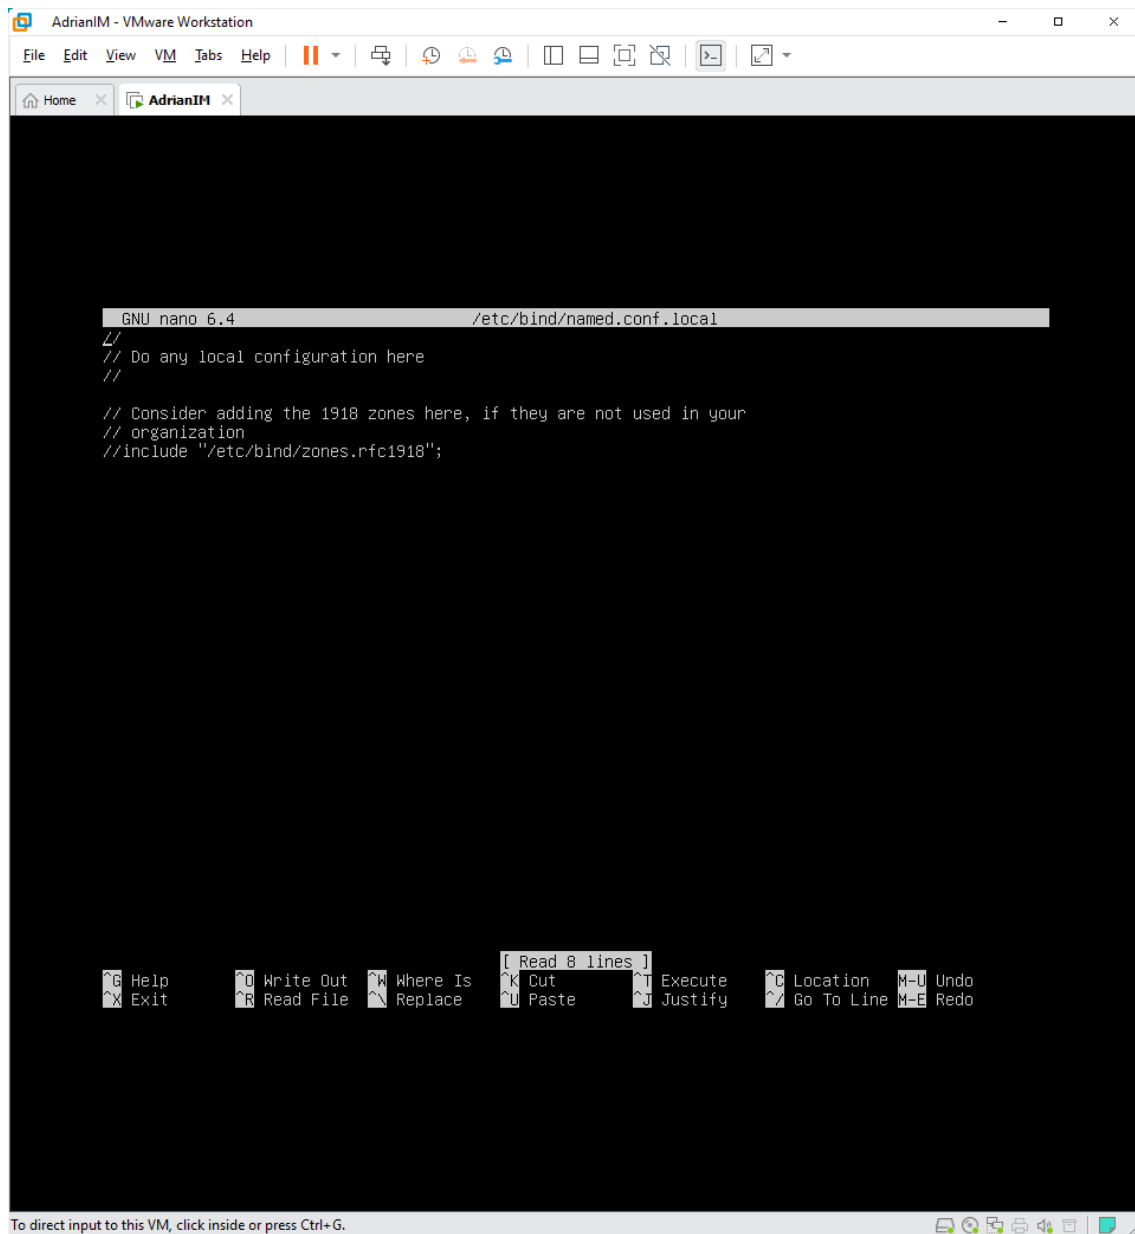 AdrianIM - VMware Workstation
File Edit View VM Tabs Help
Home AdrianIM
GNU nano 6.4 /etc/bind/named.conf.local
//
// Do any local configuration here
//
// Consider adding the 1918 zones here, if they are not used in your
// organization
//include "/etc/bind/zones.rfc1918";
[ Read 8 lines ]
^G Help ^O Write Out ^W Where Is ^K Cut ^T Execute ^C Location M-U Undo
^X Exit ^R Read File ^\ Replace ^U Paste ^J Justify ^/ Go To Line M-E Redo
To direct input to this VM, click inside or press Ctrl+G.